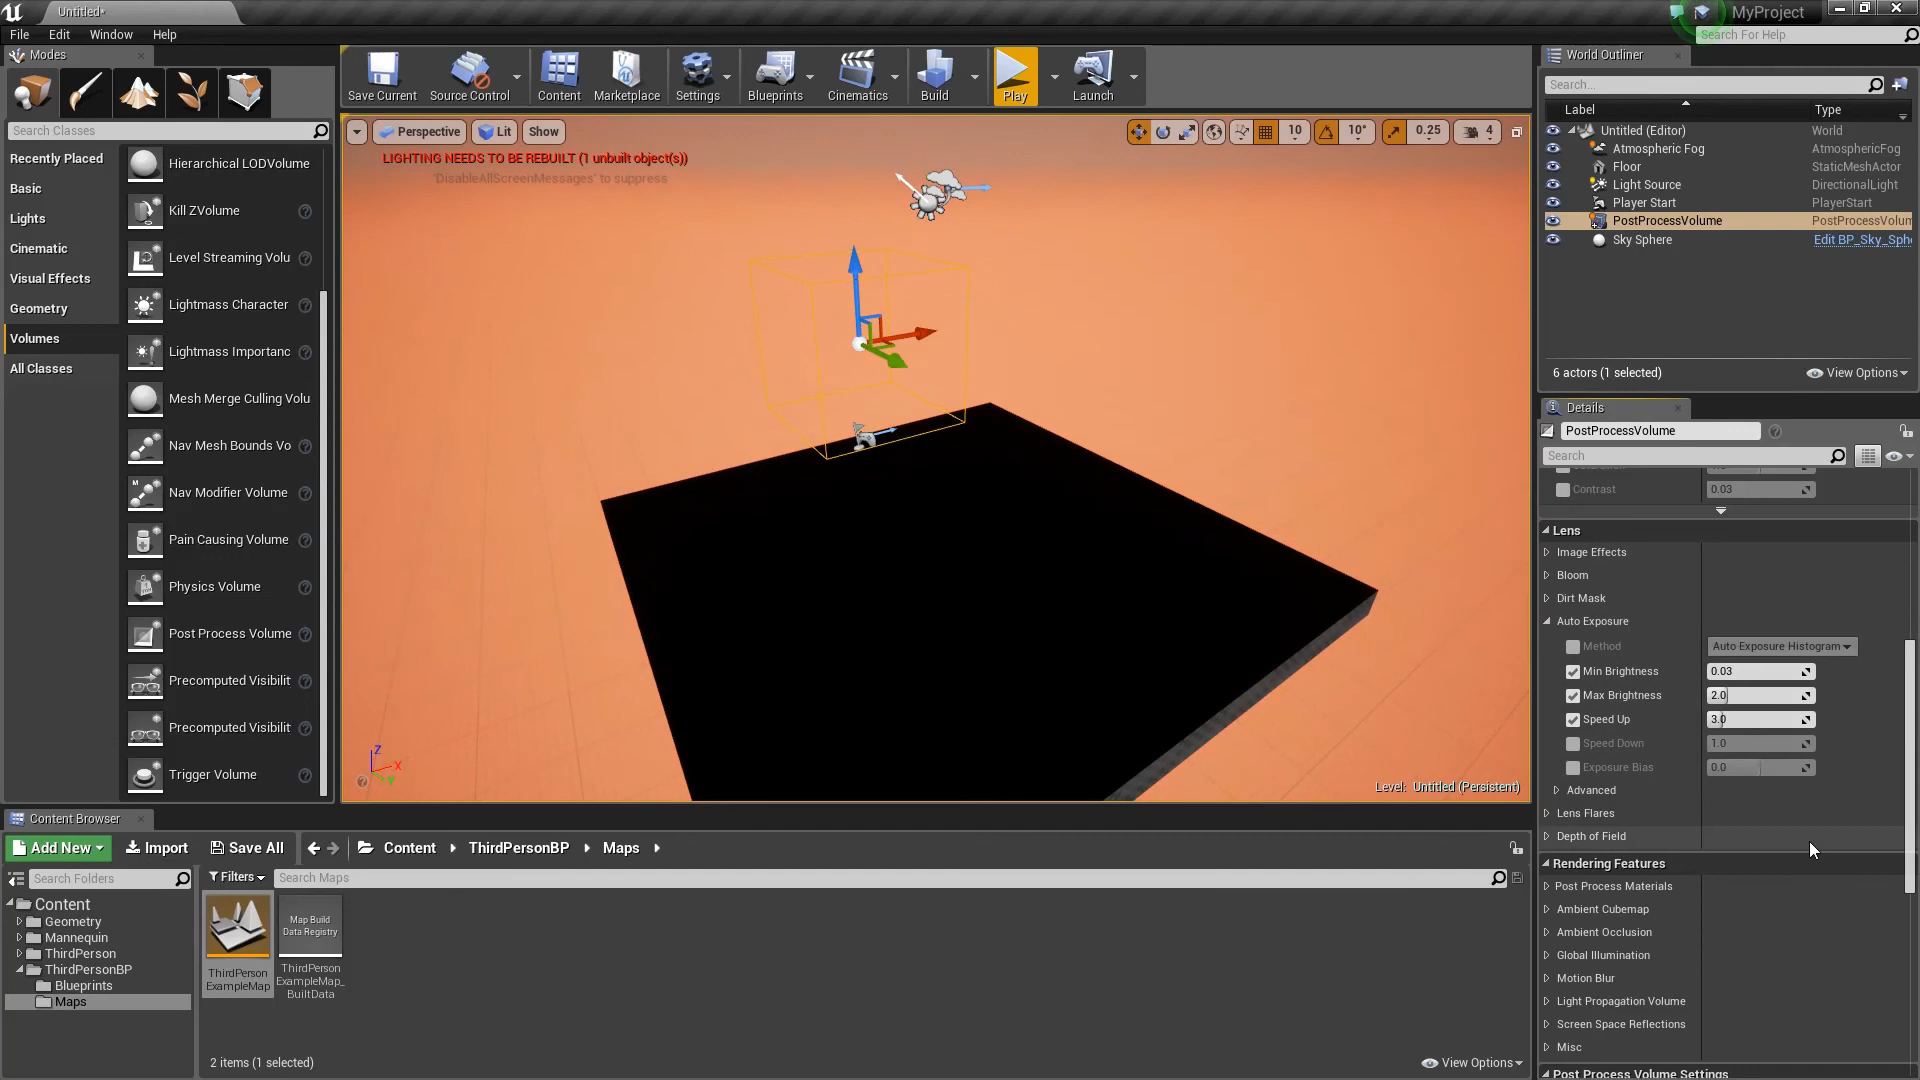 Untitled*
MyProject
File
Edit
Window
Help
Search For Help
Modes
Search Classes
Recently Placed
Basic
Lights
Cinematic
Visual Effects
Geometry
Volumes
All Classes
Hierarchical LODVolume
Kill ZVolume
Level Streaming Volu
Lightmass Character
Lightmass Importanc
Mesh Merge Culling Volu
Nav Mesh Bounds Vo
Nav Modifier Volume
Pain Causing Volume
Physics Volume
Post Process Volume
Precomputed Visibilit
Precomputed Visibilit
Trigger Volume
Save Current
Source Control
Content
Marketplace
Settings
Blueprints
Cinematics
Build
Play
Launch
Perspective
Lit
Show
10
10°
0.25
4
LIGHTING NEEDS TO BE REBUILT (1 unbuilt object(s))
'DisableAllScreenMessages' to suppress
Z
X
Y
Level: Untitled (Persistent)
World Outliner
Search...
Label
Type
Untitled (Editor)
World
Atmospheric Fog
AtmosphericFog
Floor
StaticMeshActor
Light Source
DirectionalLight
Player Start
PlayerStart
PostProcessVolume
PostProcessVolum
Sky Sphere
Edit BP_Sky_Sphe
6 actors (1 selected)
View Options
Details
PostProcessVolume
Search
Contrast
0.03
Lens
Image Effects
Bloom
Dirt Mask
Auto Exposure
Method
Auto Exposure Histogram
Min Brightness
0.03
Max Brightness
2.0
Speed Up
3.0
Speed Down
1.0
Exposure Bias
0.0
Advanced
Lens Flares
Depth of Field
Rendering Features
Post Process Materials
Ambient Cubemap
Ambient Occlusion
Global Illumination
Motion Blur
Light Propagation Volume
Screen Space Reflections
Misc
Post Process Volume Settings
Content Browser
Add New
Import
Save All
Content
ThirdPersonBP
Maps
Search Folders
Filters
Search Maps
Content
Geometry
Mannequin
ThirdPerson
ThirdPersonBP
Blueprints
Maps
ThirdPerson
ExampleMap
Map Build
Data Registry
ThirdPerson
ExampleMap_
BuiltData
2 items (1 selected)
View Options